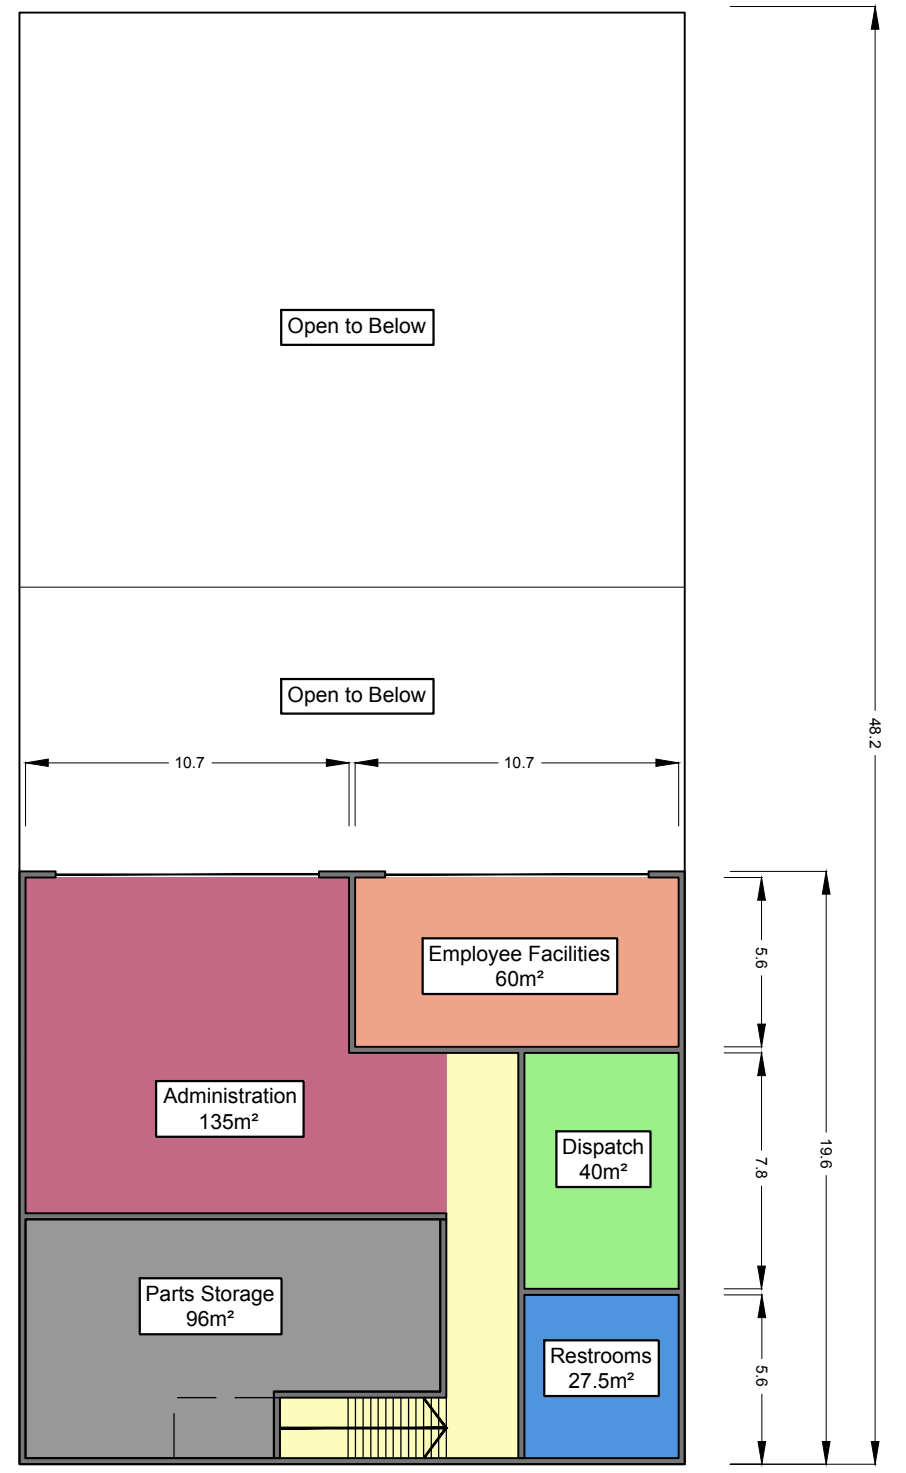 Open to Below
Open to Below
10.7
10.7
48.2
Employee Facilities
60m²
5.6
Administration
135m²
Dispatch
40m²
7.8
19.6
Parts Storage
96m²
Restrooms
27.5m²
5.6